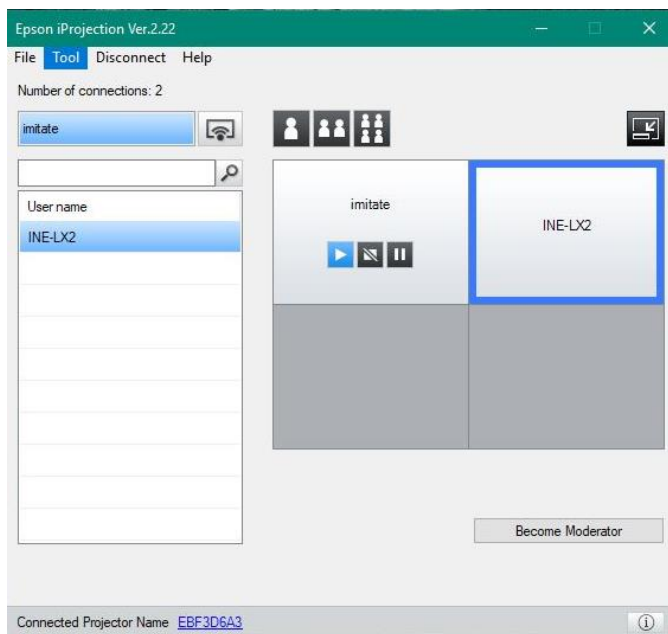 Epson iProjection Ver.2.22
File Tool Disconnect Help
Number of connections: 2
imitate
User name
INE-LX2
imitate
INE-LX2
Become Moderator
Connected Projector Name EBF3D6A3